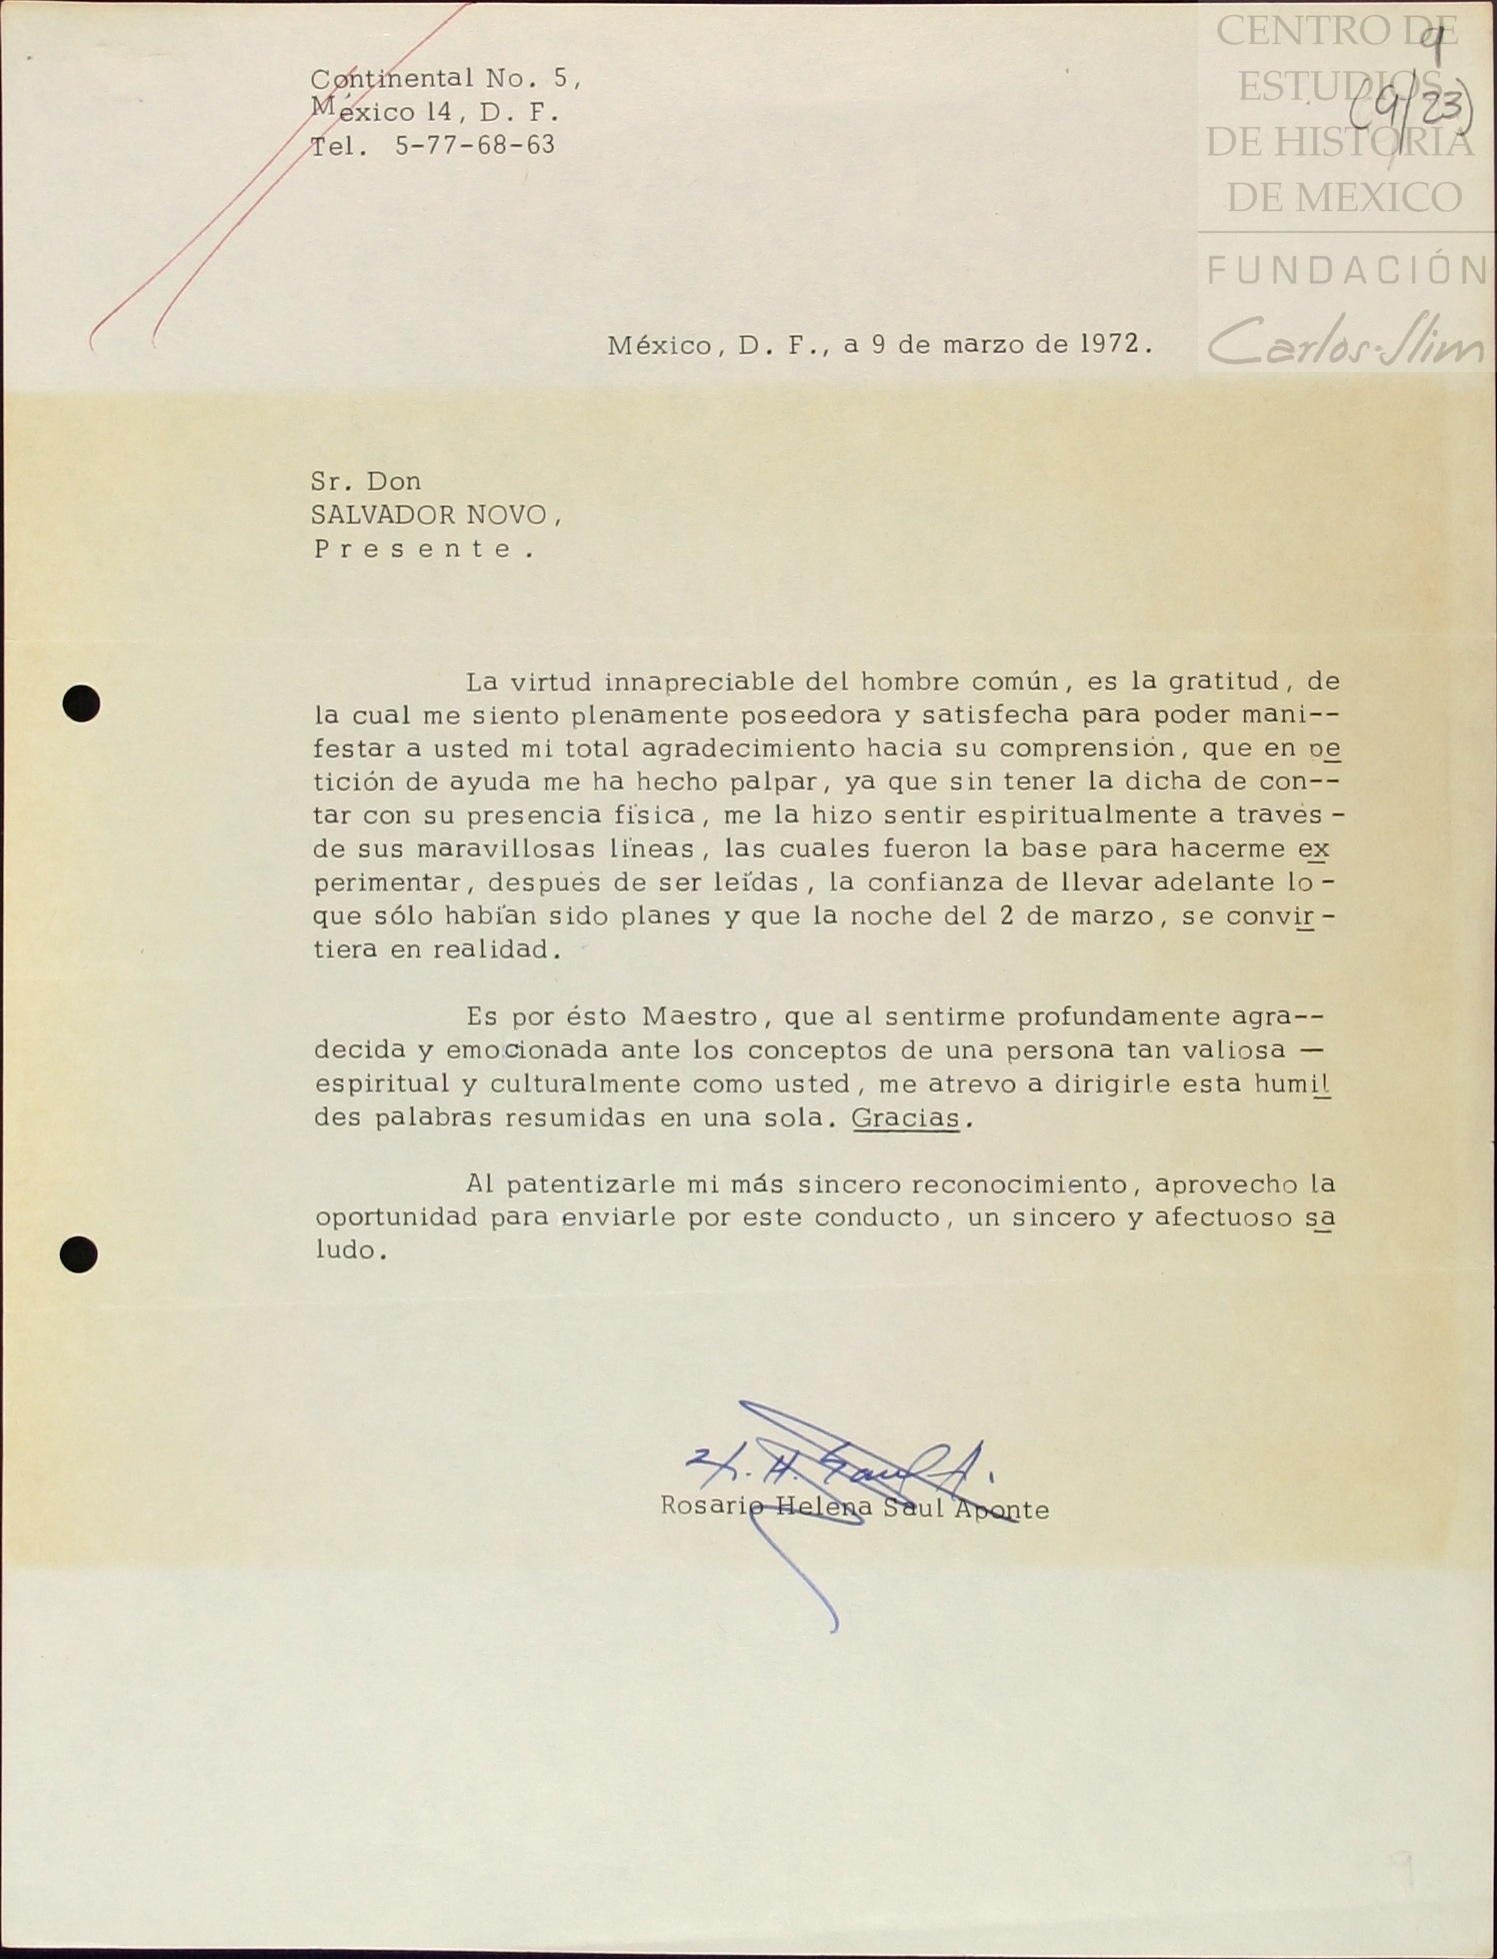 CENTRO DE
ESTUDIOS
DE HISTORIA
DE MEXICO
FUNDACIÓN
Carlos Slim
9
(9/23)
Continental No. 5,
México 14, D. F.
Tel. 5-77-68-63
México, D. F., a 9 de marzo de 1972.
Sr. Don
SALVADOR NOVO,
P r e s e n t e .
La virtud innapreciable del hombre común, es la gratitud, de
la cual me siento plenamente poseedora y satisfecha para poder mani--
festar a usted mi total agradecimiento hacia su comprensión, que en pe
tición de ayuda me ha hecho palpar, ya que sin tener la dicha de con--
tar con su presencia física, me la hizo sentir espiritualmente a través -
de sus maravillosas líneas, las cuales fueron la base para hacerme ex
perimentar, después de ser leídas, la confianza de llevar adelante lo -
que sólo habían sido planes y que la noche del 2 de marzo, se convir -
tiera en realidad.
Es por ésto Maestro, que al sentirme profundamente agra--
decida y emocionada ante los conceptos de una persona tan valiosa —
espiritual y culturalmente como usted, me atrevo a dirigirle esta humil
des palabras resumidas en una sola. Gracias.
Al patentizarle mi más sincero reconocimiento, aprovecho la
oportunidad para enviarle por este conducto, un sincero y afectuoso sa
ludo.
H. Saul A.
Rosario Helena Saul Aponte
9